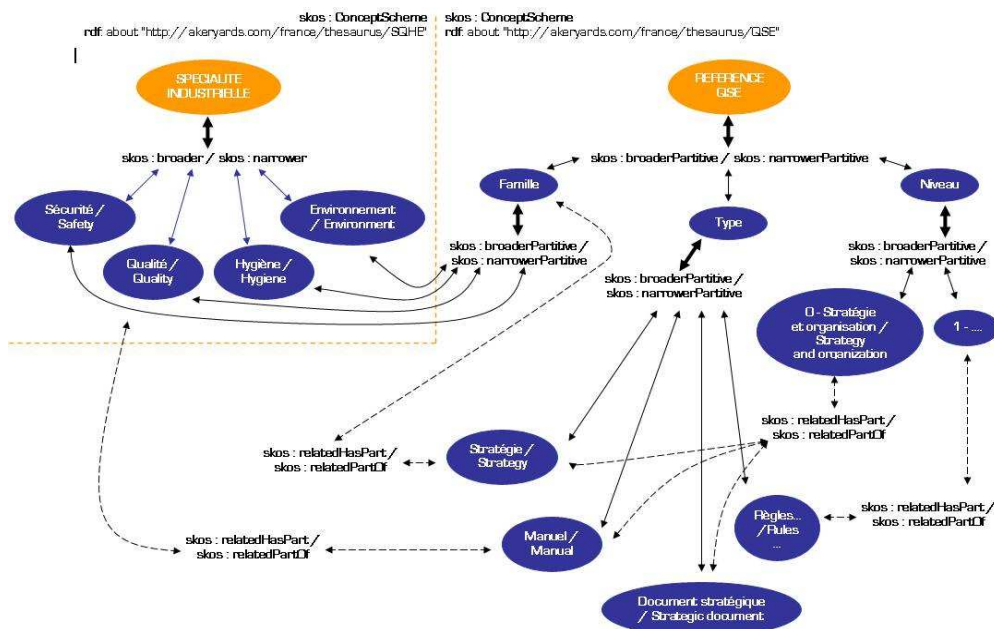 skos : ConceptScheme
rdf: about "http://akeryards.com/france/thesaurus/SQHE"
skos : ConceptScheme
rdf: about "http://akeryards.com/france/thesaurus/QSE"
SPECIALITE
INDUSTRIELLE
REFERENCE
QSE
skos : broader / skos : narrower
skos : broaderPartitive / skos : narrowerPartitive
Famille
Niveau
Type
Sécurité /
Safety
Environnement
/ Environment
Qualité /
Quality
Hygiène /
Hygiene
skos : broaderPartitive /
skos : narrowerPartitive
skos : broaderPartitive /
skos : narrowerPartitive
skos : broaderPartitive /
skos : narrowerPartitive
0 - Stratégie
et organisation /
Strategy
and organization
1 - ....
skos : relatedHasPart /
skos : relatedPartOf
skos : relatedHasPart /
skos : relatedPartOf
Stratégie /
Strategy
skos : relatedHasPart /
skos : relatedPartOf
Règles...
/ Rules
...
skos : relatedHasPart /
skos : relatedPartOf
Manuel /
Manual
Document stratégique
/ Strategic document